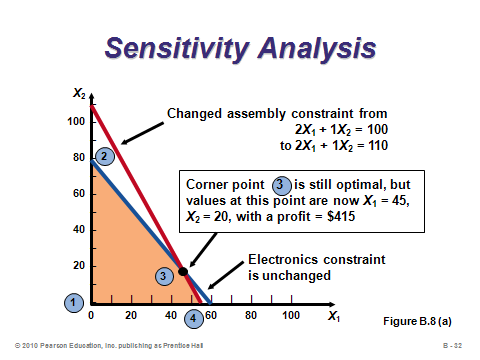 Sensitivity Analysis
X2
100
80
60
40
20
0 20 40 60 80 100 X1
Changed assembly constraint from
2X1 + 1X2 = 100
to 2X1 + 1X2 = 110
2
Corner point 3 is still optimal, but
values at this point are now X1 = 45,
X2 = 20, with a profit = $415
Electronics constraint
is unchanged
3
1
4
Figure B.8 (a)
© 2010 Pearson Education, Inc. publishing as Prentice Hall
B - 32